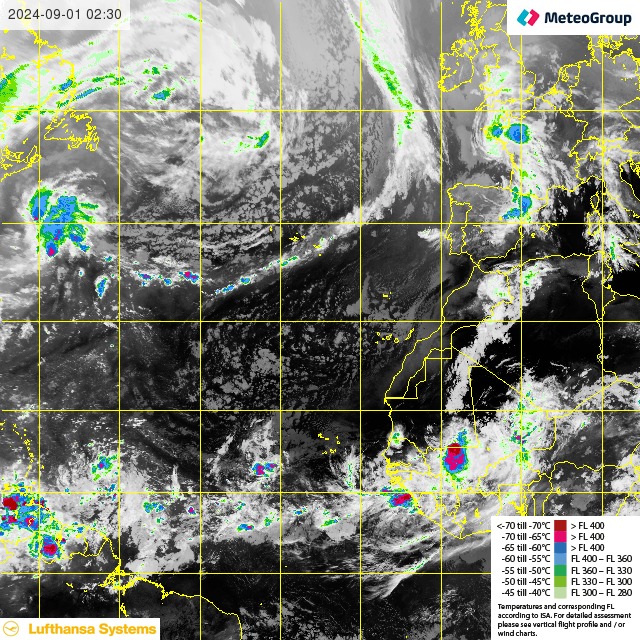 2024-09-01 02:30
MeteoGroup
<-70 till -70°C > FL 400
-70 till -65°C > FL 400
-65 till -60°C > FL 400
-60 till -55°C FL 400 – FL 360
-55 till -50°C FL 360 – FL 330
-50 till -45°C FL 330 – FL 300
-45 till -40°C FL 300 – FL 280
Temperatures and corresponding FL
according to ISA. For detailed assessment
please see vertical flight profile and / or
wind charts.
Lufthansa Systems